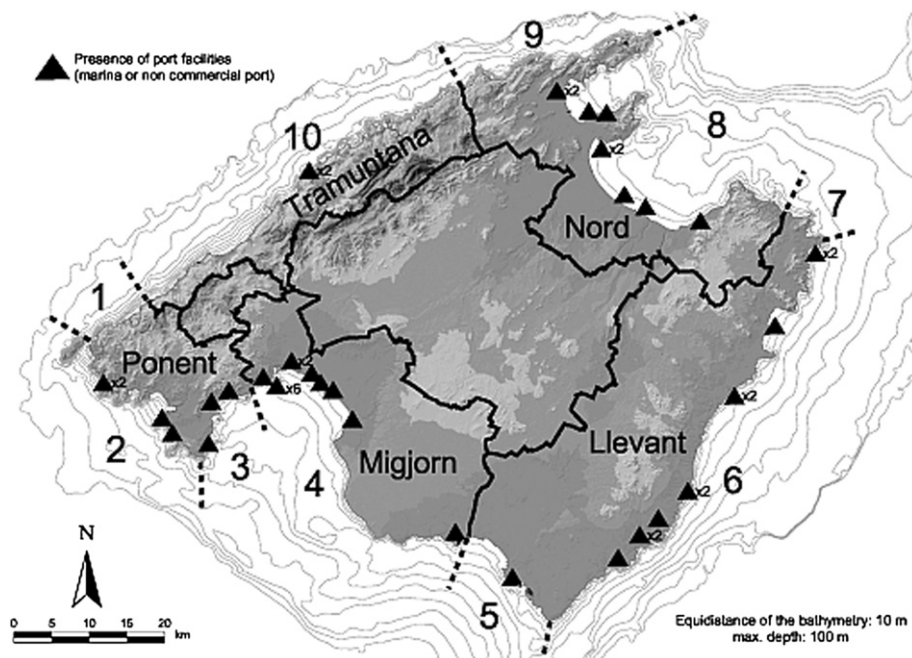 Presence of port facilities
(marina or non commercial port)
9
x2
8
10
x2
Tramuptana
x2
Nord
7
x2
1
Ponent
x2
x2
x6
x2
2
3
4
Migjorn
Llevant
x2
6
x2
N
5
0 5 10 15 20
km
Equidistance of the bathymetry: 10 m
max. depth: 100 m